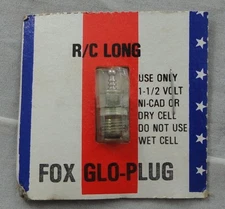 R/C LONG
USE ONLY
1-1/2 VOLT
NI-CAD OR
DRY CELL
DO NOT USE
WET CELL
FOX GLO-PLUG